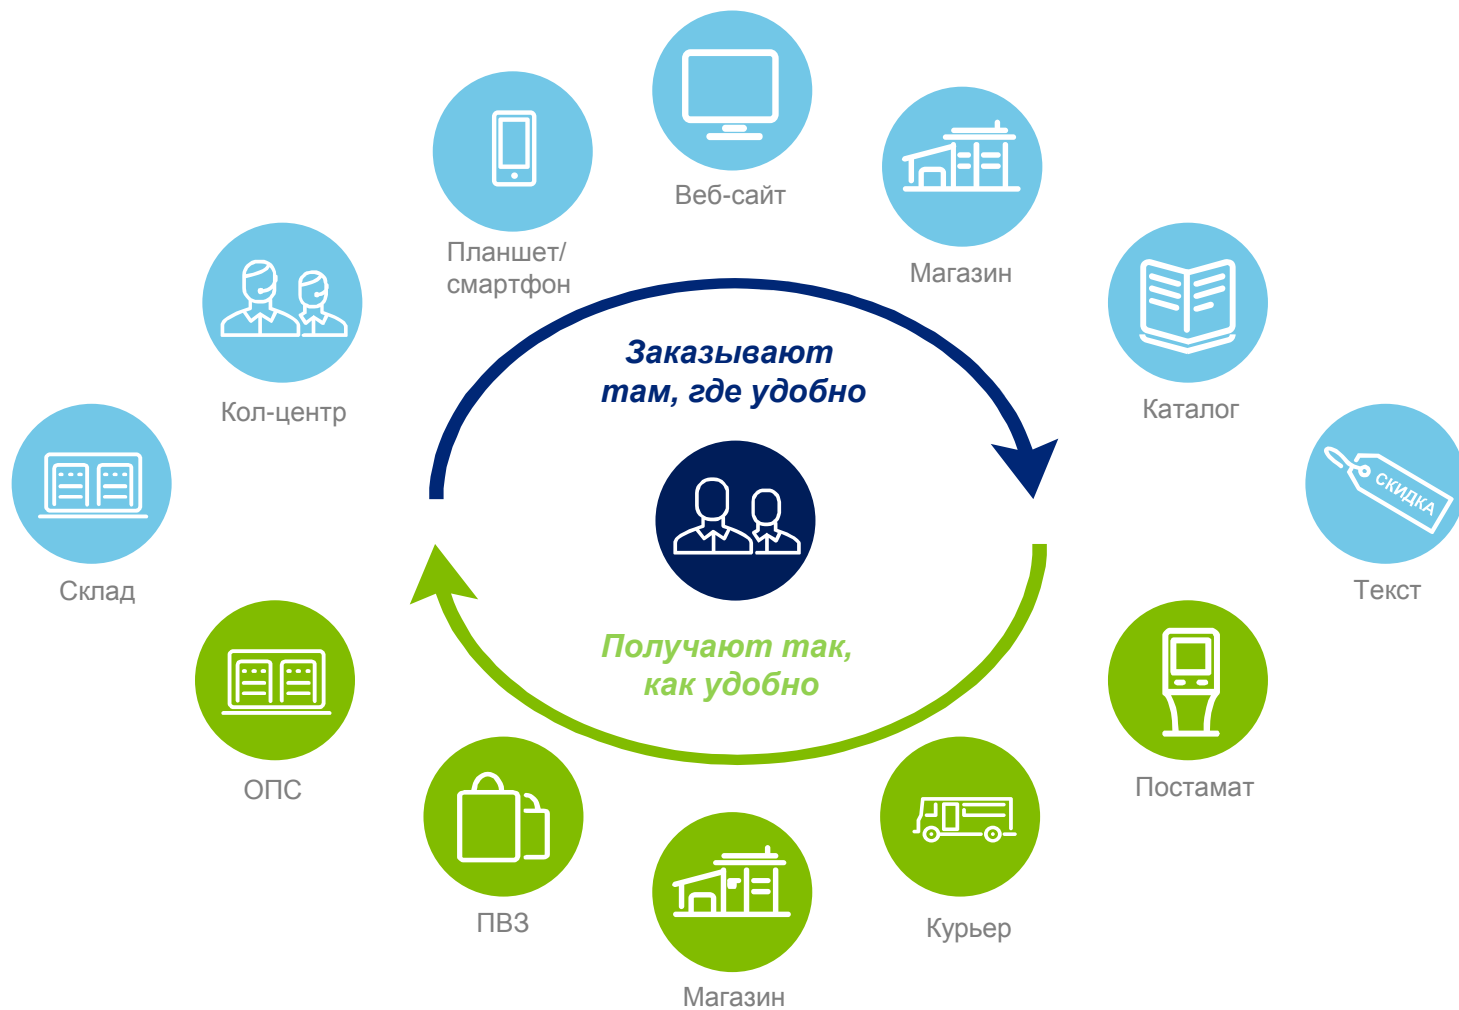 Веб-сайт
Планшет/
смартфон
Магазин
Заказывают
там, где удобно
Кол-центр
Каталог
СКИДКА
Склад
Текст
Получают так,
как удобно
ОПС
Постамат
ПВЗ
Курьер
Магазин